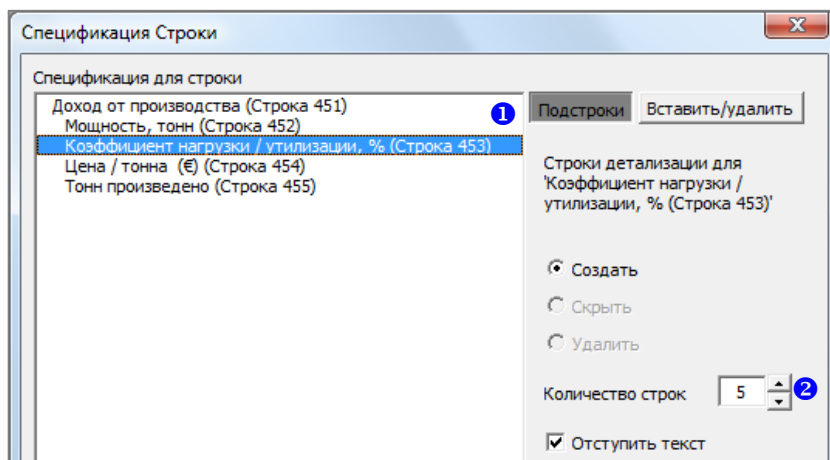 Спецификация Строки
Спецификация для строки
Доход от производства (Строка 451)
Мощность, тонн (Строка 452)
Коэффициент нагрузки / утилизации, % (Строка 453)
Цена / тонна (€) (Строка 454)
Тонн произведено (Строка 455)
1
Подстроки
Вставить/удалить
Строки детализации для
'Коэффициент нагрузки /
утилизации, % (Строка 453)'
Создать
Скрыть
Удалить
Количество строк 5 2
Отступить текст